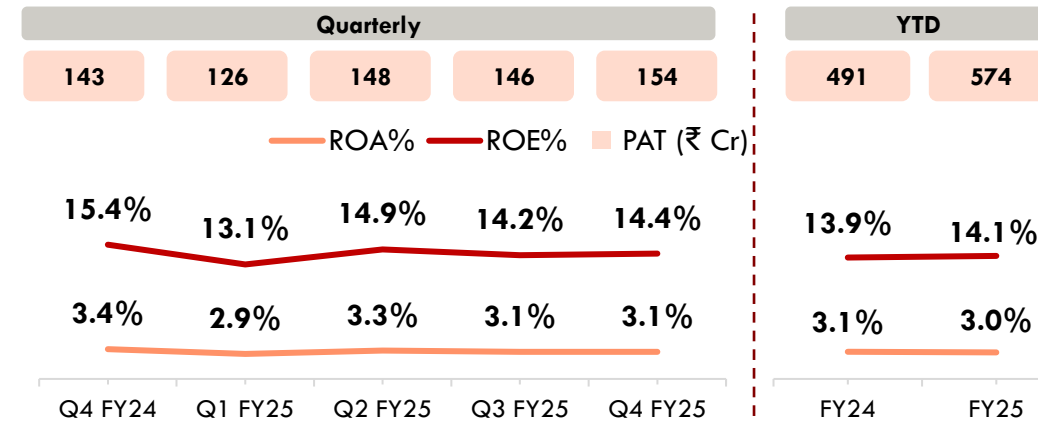 Quarterly YTD
143 126 148 146 154 491 574
ROA% ROE% PAT (₹ Cr)
15.4% 13.1% 14.9% 14.2% 14.4% 13.9% 14.1%
3.4% 2.9% 3.3% 3.1% 3.1% 3.1% 3.0%
Q4 FY24 Q1 FY25 Q2 FY25 Q3 FY25 Q4 FY25 FY24 FY25